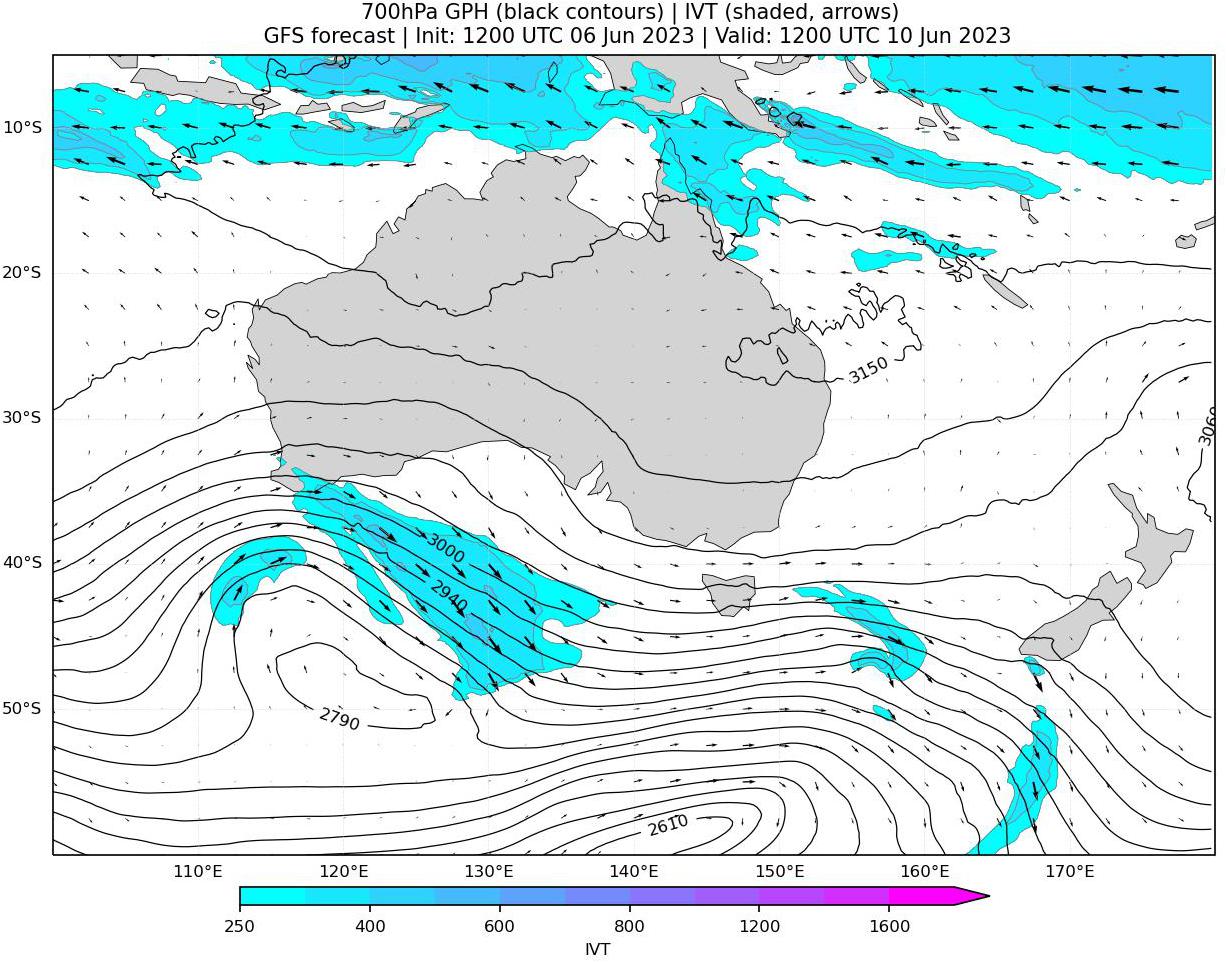 700hPa GPH (black contours) | IVT (shaded, arrows)
GFS forecast | Init: 1200 UTC 06 Jun 2023 | Valid: 1200 UTC 10 Jun 2023
10°S
20°S
3150
30°S
3060
3000
40°S
2940
50°S
2790
2610
110°E 120°E 130°E 140°E 150°E 160°E 170°E
250 400 600 800 1200 1600
IVT